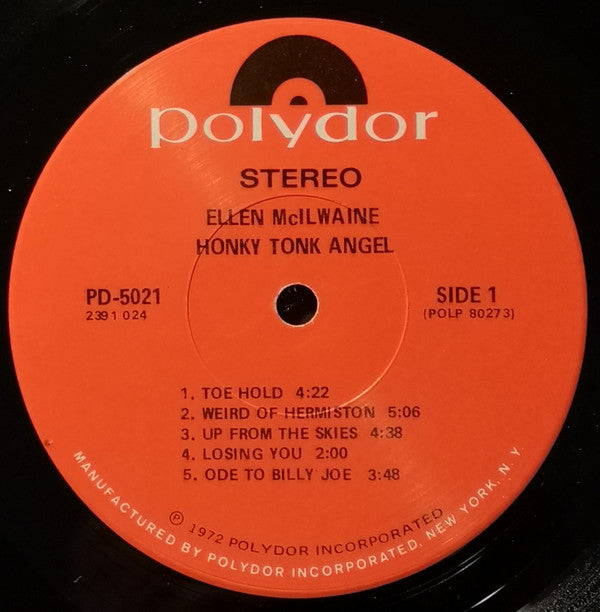 polydor
STEREO
ELLEN McILWAINE
HONKY TONK ANGEL
PD-5021
2391 024
SIDE 1
(POLP 80273)
1. TOE HOLD 4:22
2. WEIRD OF HERMISTON 5:06
3. UP FROM THE SKIES 4:38
4. LOSING YOU 2:00
5. ODE TO BILLY JOE 3:48
Ⓟ 1972 POLYDOR INCORPORATED
MANUFACTURED BY POLYDOR INCORPORATED, NEW YORK, N.Y.